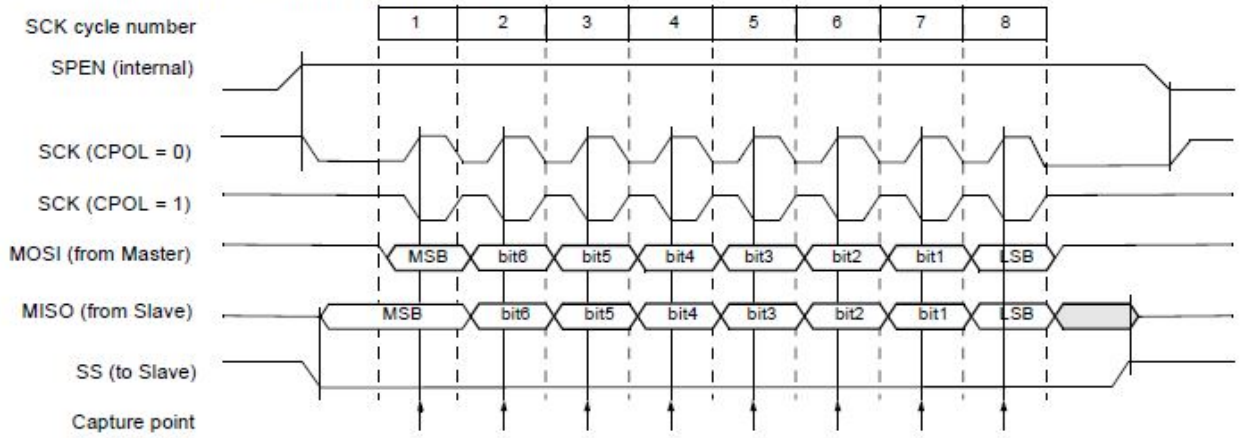 SCK cycle number 1 2 3 4 5 6 7 8
SPEN (internal)
SCK (CPOL = 0)
SCK (CPOL = 1)
MOSI (from Master) MSB bit6 bit5 bit4 bit3 bit2 bit1 LSB
MISO (from Slave) MSB bit6 bit5 bit4 bit3 bit2 bit1 LSB
SS (to Slave)
Capture point